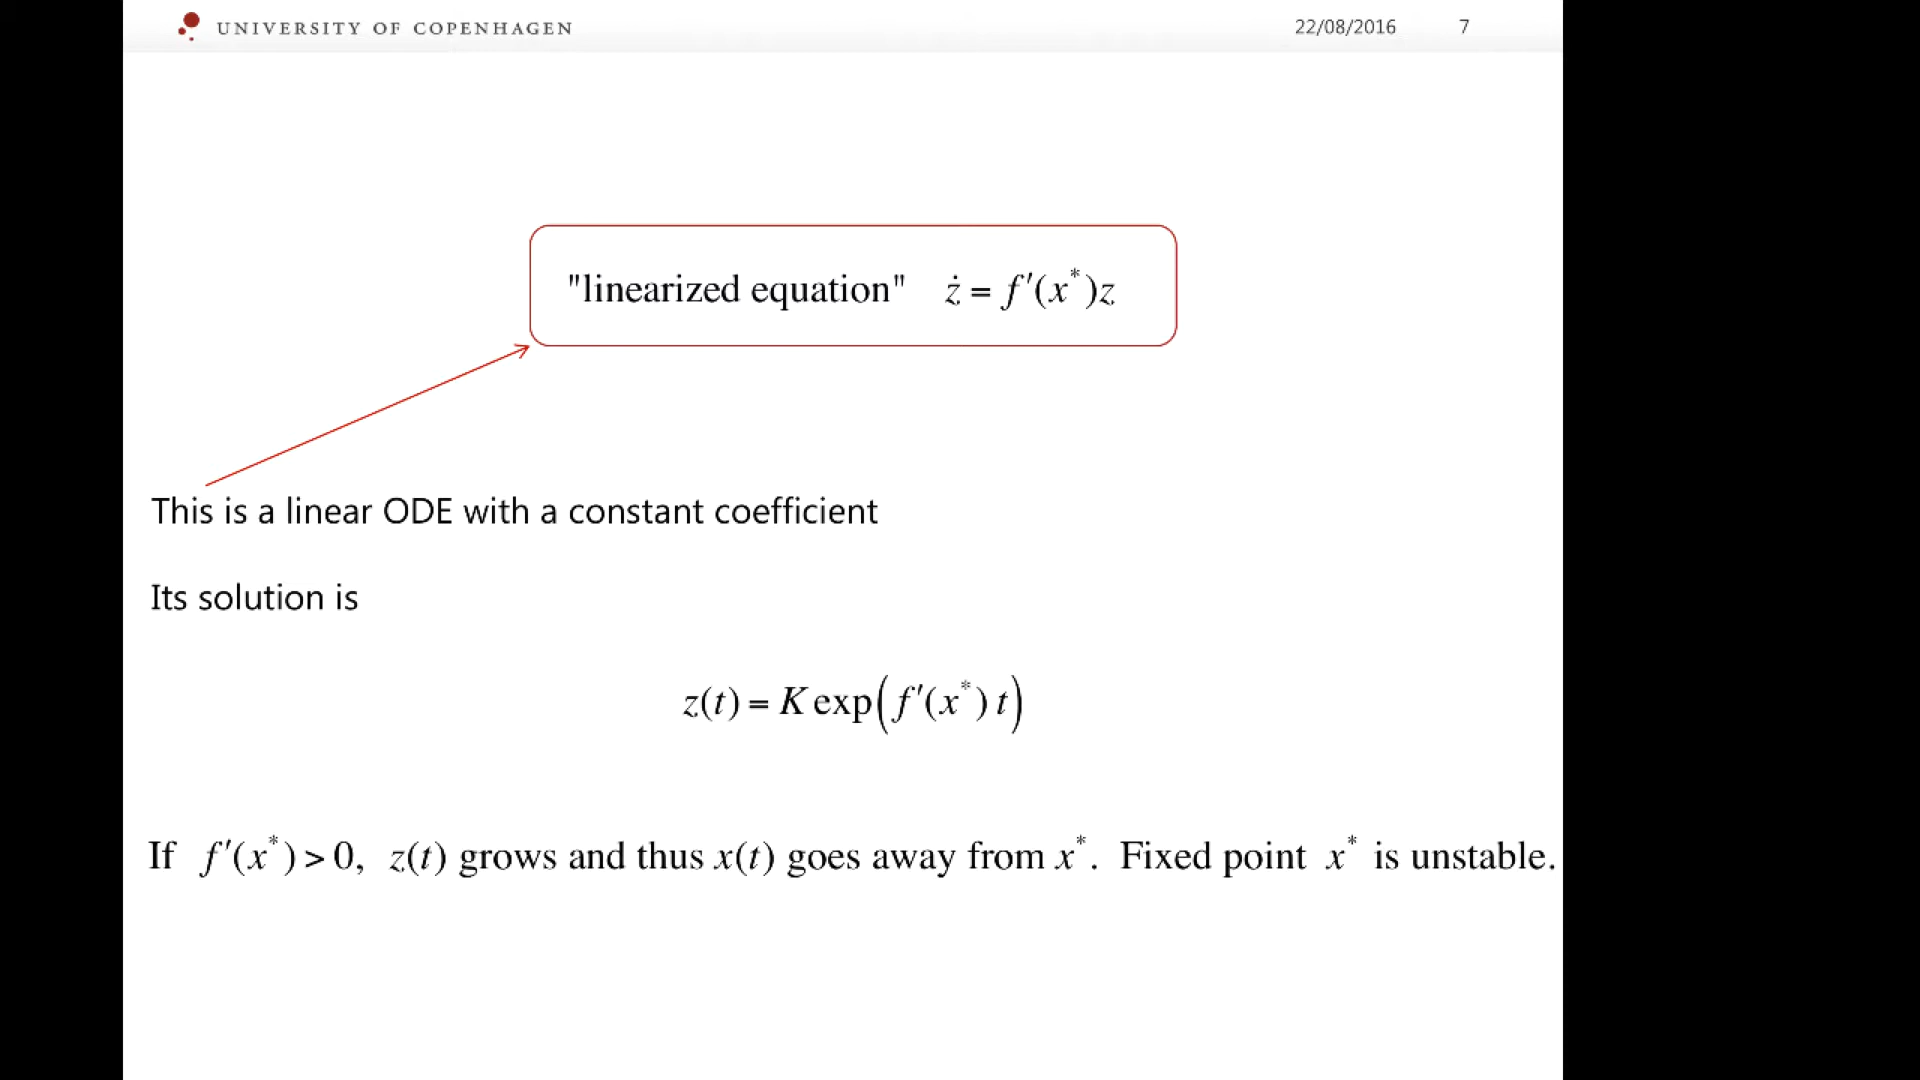 UNIVERSITY OF COPENHAGEN 22/08/2016 7
"linearized equation" ż = f′(x*)z
This is a linear ODE with a constant coefficient
Its solution is
z(t) = K exp(f′(x*) t)
If f′(x*) > 0, z(t) grows and thus x(t) goes away from x*. Fixed point x* is unstable.